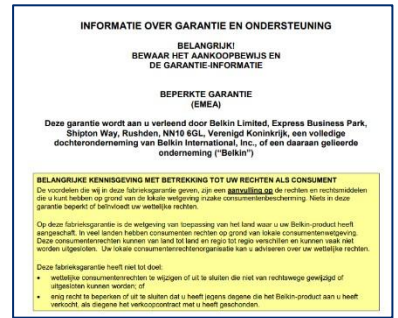 INFORMATIE OVER GARANTIE EN ONDERSTEUNING
BELANGRIJK!
BEWAAR HET AANKOOPBEWIJS EN
DE GARANTIE-INFORMATIE
BEPERKTE GARANTIE
(EMEA)
Deze garantie wordt aan u verleend door Belkin Limited, Express Business Park,
Shipton Way, Rushden, NN10 6GL, Verenigd Koninkrijk, een volledige
dochteronderneming van Belkin International, Inc., of een daaraan gelieerde
onderneming ("Belkin")
BELANGRIJKE KENNISGEVING MET BETREKKING TOT UW RECHTEN ALS CONSUMENT
De voordelen die wij in deze fabrieksgarantie geven, zijn een aanvulling op de rechten en rechtsmiddelen
die u kunt hebben op grond van de lokale wetgeving inzake consumentenbescherming. Niets in deze
garantie beperkt of beïnvloedt uw wettelijke rechten.
Op deze fabrieksgarantie is de wetgeving van toepassing van het land waar u uw Belkin-product heeft
aangeschaft. In veel landen hebben consumenten rechten op grond van lokale consumentenwetgeving.
Deze consumentenrechten kunnen van land tot land en regio tot regio verschillen en kunnen vaak niet
worden uitgesloten. Uw lokale consumentenrechtenorganisatie kan u adviseren over uw wettelijke rechten.
Deze fabrieksgarantie heeft niet tot doel:
• wettelijke consumentenrechten te wijzigen of uit te sluiten die niet van rechtswege gewijzigd of
uitgesloten kunnen worden; of
• enig recht te beperken of uit te sluiten dat u heeft jegens degene die het Belkin-product aan u heeft
verkocht, als diegene het verkoopcontract met u heeft geschonden.